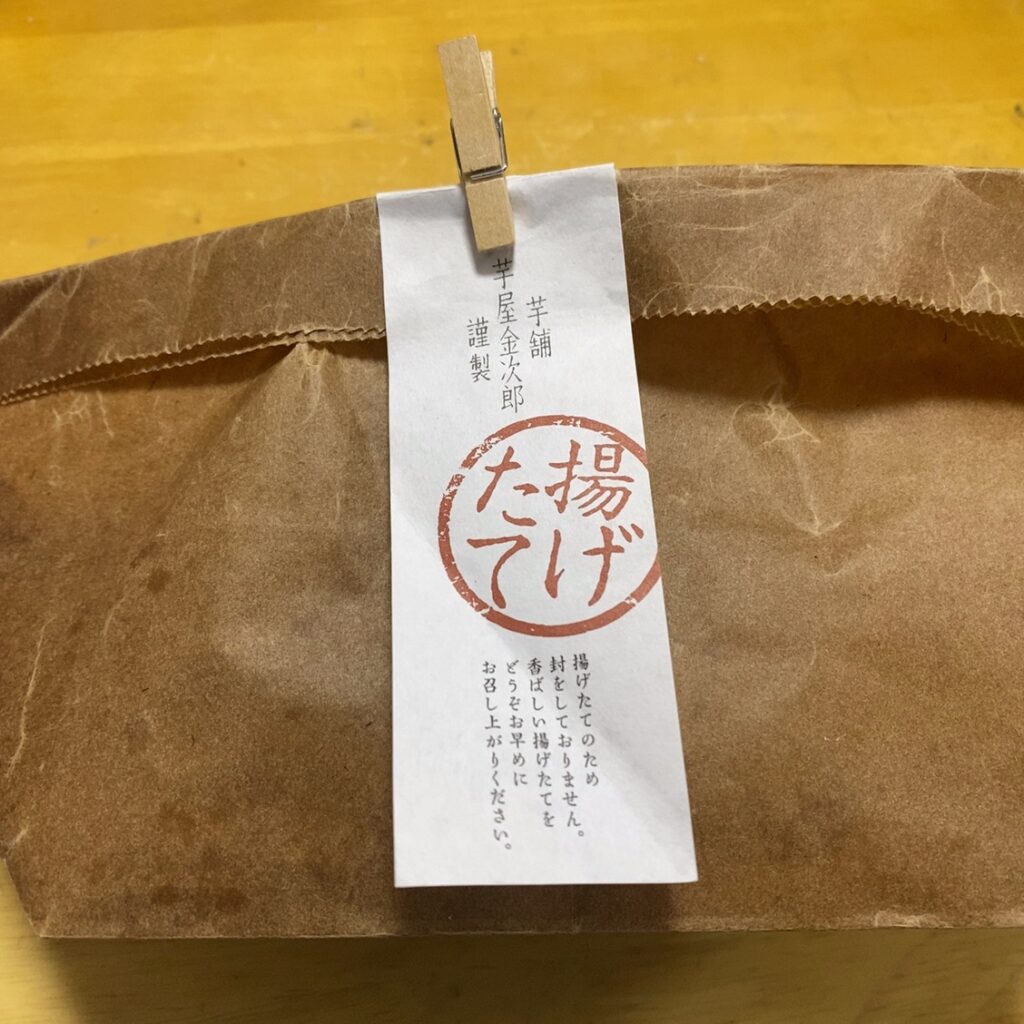 芋舗
芋屋金次郎
謹製
揚げ
たて
揚げたてのため
封をしておりません。
香ばしい揚げたてを
どうぞお早めに
お召し上がりください。